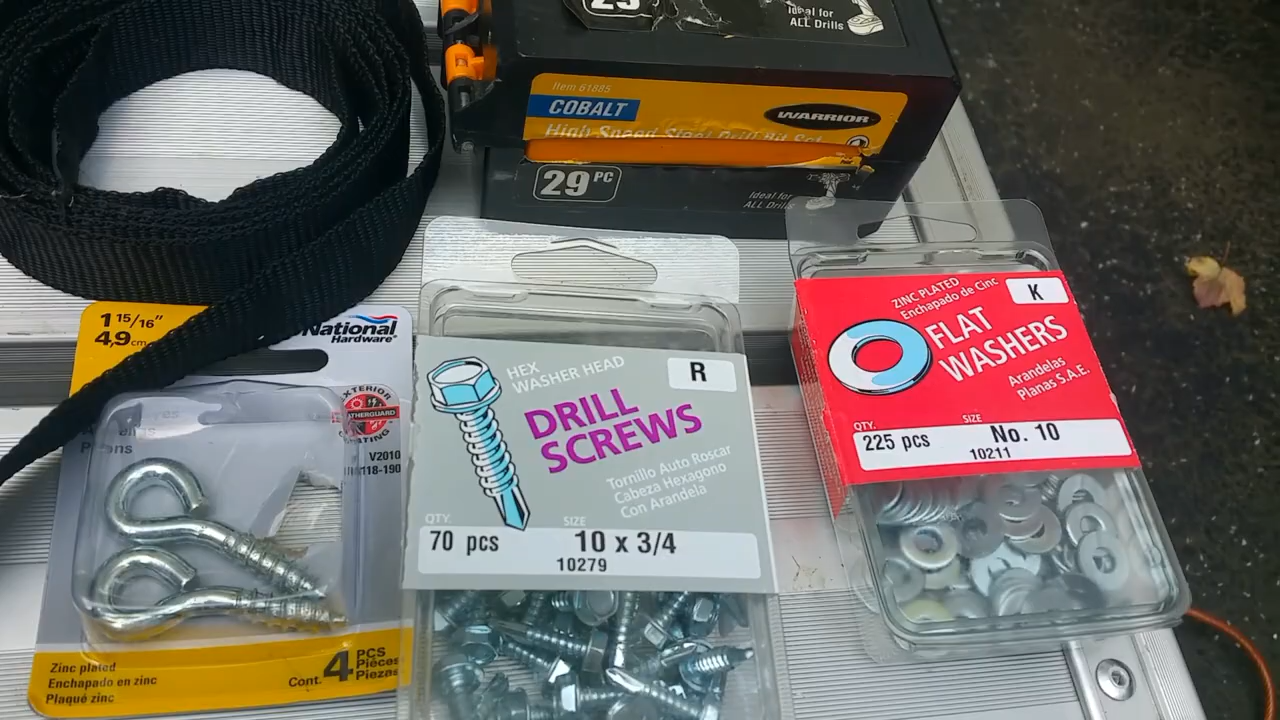 Ideal for
ALL Drills
Item 61885
COBALT
WARRIOR
High Speed Steel Drill Bit Set
29 PC
Ideal for
ALL Drills
1 15/16"
4,9 cm
National
Hardware
EXTERIOR
COATING
V2010
118-190
Zinc plated
Enchapado en zinc
Plaqué zinc
Cont. 4 PCS
Pièces
Piezas
HEX
WASHER HEAD
R
DRILL
SCREWS
Tornillo Auto Roscar
Cabeza Hexagono
Con Arandela
QTY.
SIZE
70 pcs
10 x 3/4
10279
ZINC PLATED
Enchapado de Cinc
K
FLAT
WASHERS
Arandelas
Planas S.A.E.
QTY.
SIZE
225 pcs
No. 10
10211